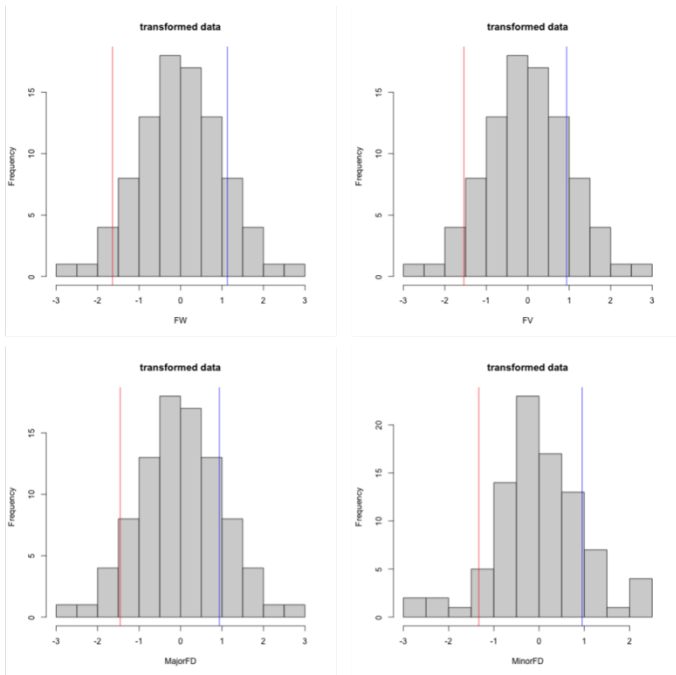 transformed data
Frequency
15
10
5
0
-3 -2 -1 0 1 2 3
FW
transformed data
Frequency
15
10
5
0
-3 -2 -1 0 1 2 3
FV
transformed data
Frequency
15
10
5
0
-3 -2 -1 0 1 2 3
MajorFD
transformed data
Frequency
20
15
10
5
0
-3 -2 -1 0 1 2
MinorFD